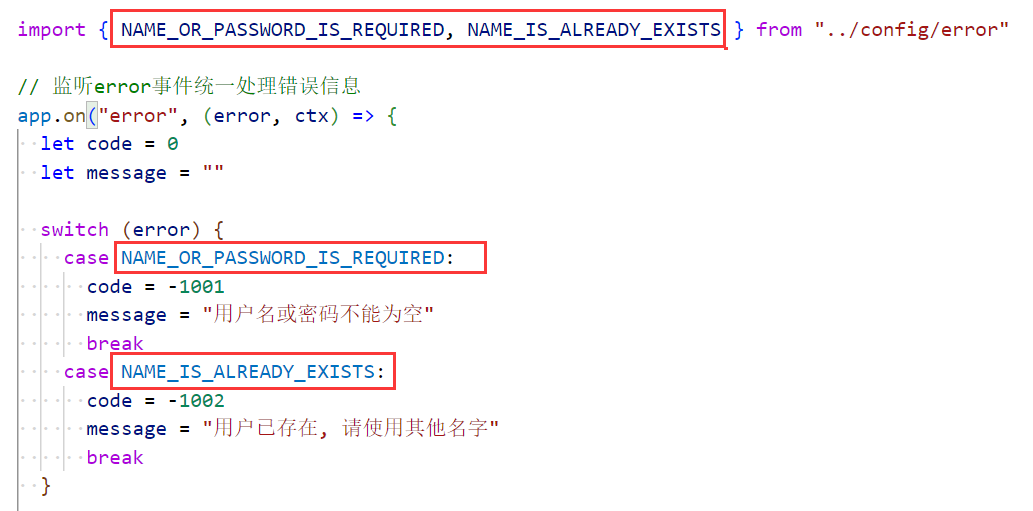 import { NAME_OR_PASSWORD_IS_REQUIRED, NAME_IS_ALREADY_EXISTS } from "../config/error"
// 监听error事件统一处理错误信息
app.on("error", (error, ctx) => {
let code = 0
let message = ""
switch (error) {
case NAME_OR_PASSWORD_IS_REQUIRED:
code = -1001
message = "用户名或密码不能为空"
break
case NAME_IS_ALREADY_EXISTS:
code = -1002
message = "用户已存在, 请使用其他名字"
break
}